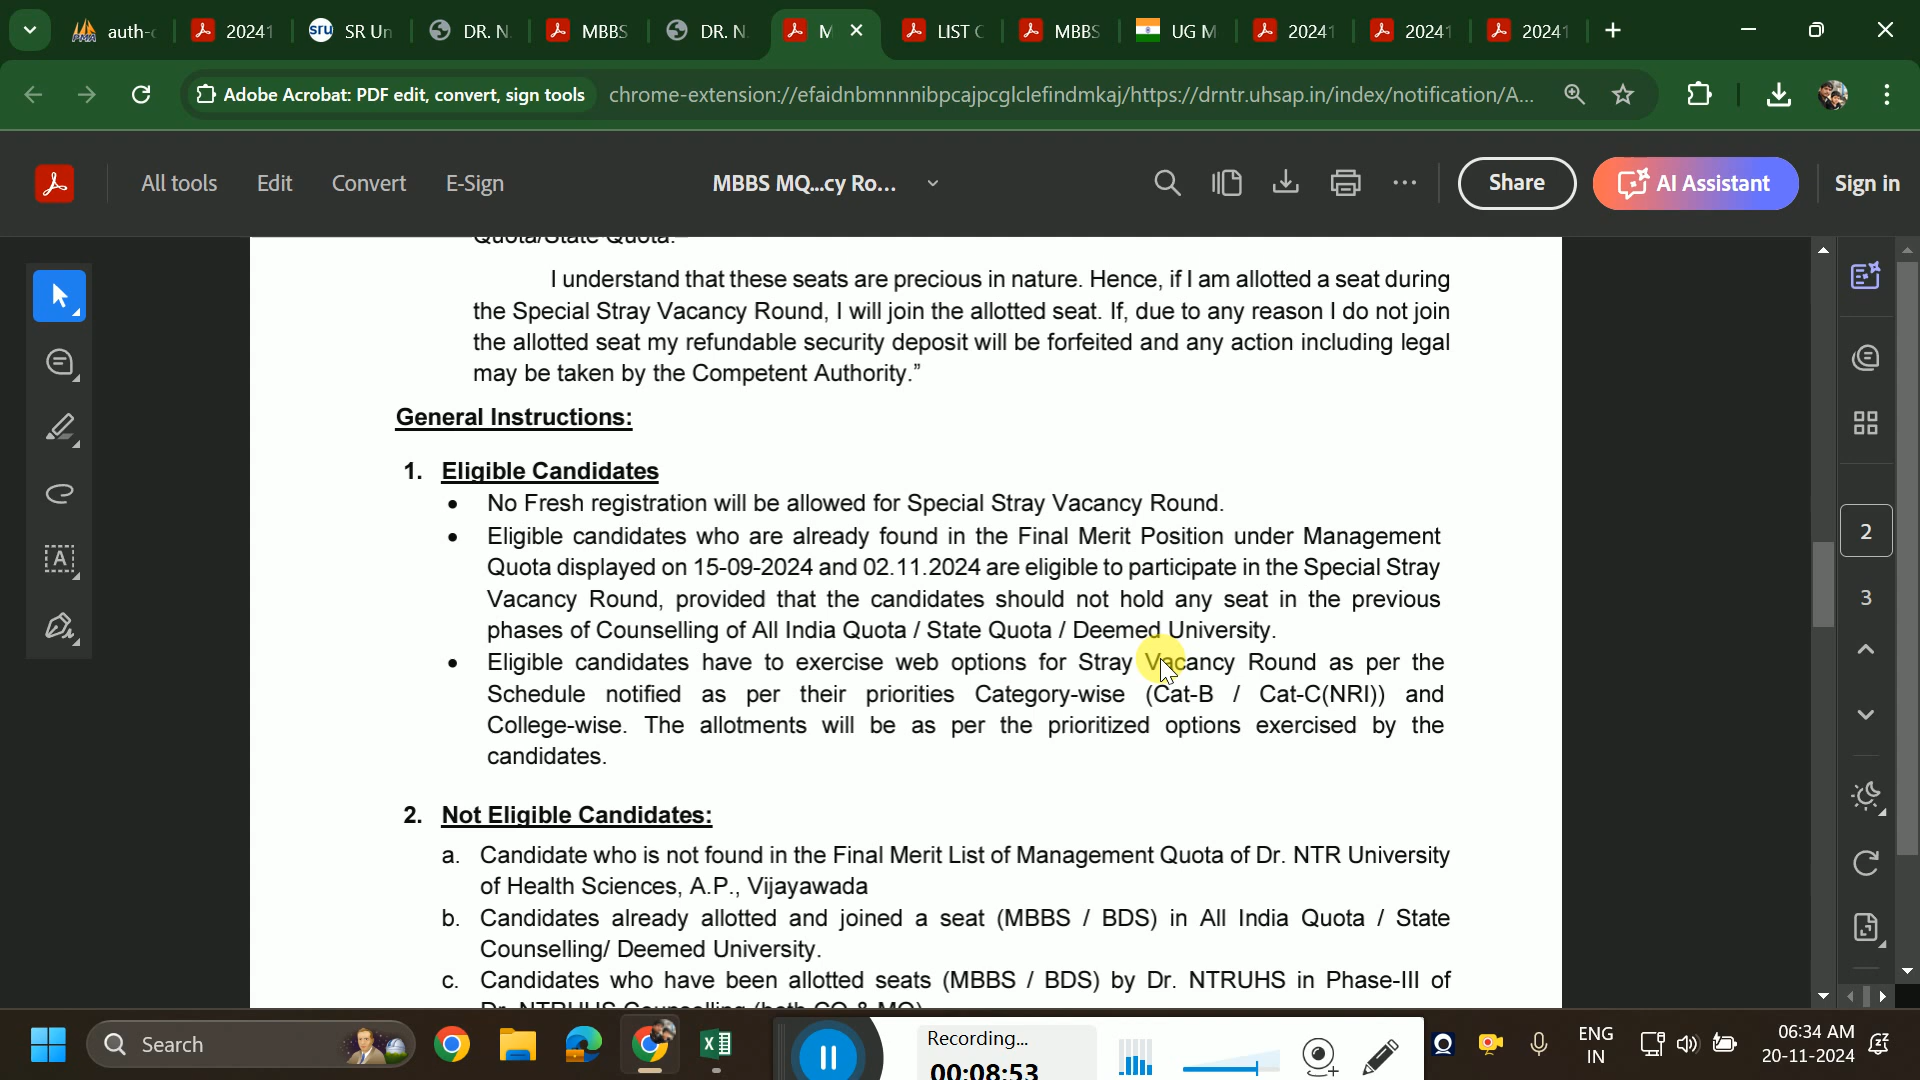 auth-
20241
sru
SR Un
DR. N.
MBBS
DR. N.
M
LIST
MBBS
UG M
20241
20241
20241
Adobe Acrobat: PDF edit, convert, sign tools
chrome-extension://efaidnbmnnnibpcajpcglclefindmkaj/https://drntr.uhsap.in/index/notification/A...
All tools
Edit
Convert
E-Sign
MBBS MQ...cy Ro...
Share
AI Assistant
Sign in
Quota/State Quota.
I understand that these seats are precious in nature. Hence, if I am allotted a seat during
the Special Stray Vacancy Round, I will join the allotted seat. If, due to any reason I do not join
the allotted seat my refundable security deposit will be forfeited and any action including legal
may be taken by the Competent Authority.”
General Instructions:
1. Eligible Candidates
• No Fresh registration will be allowed for Special Stray Vacancy Round.
• Eligible candidates who are already found in the Final Merit Position under Management
Quota displayed on 15-09-2024 and 02.11.2024 are eligible to participate in the Special Stray
Vacancy Round, provided that the candidates should not hold any seat in the previous
phases of Counselling of All India Quota / State Quota / Deemed University.
• Eligible candidates have to exercise web options for Stray Vacancy Round as per the
Schedule notified as per their priorities Category-wise (Cat-B / Cat-C(NRI)) and
College-wise. The allotments will be as per the prioritized options exercised by the
candidates.
2. Not Eligible Candidates:
a. Candidate who is not found in the Final Merit List of Management Quota of Dr. NTR University
of Health Sciences, A.P., Vijayawada
b. Candidates already allotted and joined a seat (MBBS / BDS) in All India Quota / State
Counselling/ Deemed University.
c. Candidates who have been allotted seats (MBBS / BDS) by Dr. NTRUHS in Phase-III of
Dr. NTRUHS Counselling (both CQ & MQ)
2
3
Search
Recording...
00:08:53
ENG
IN
06:34 AM
20-11-2024